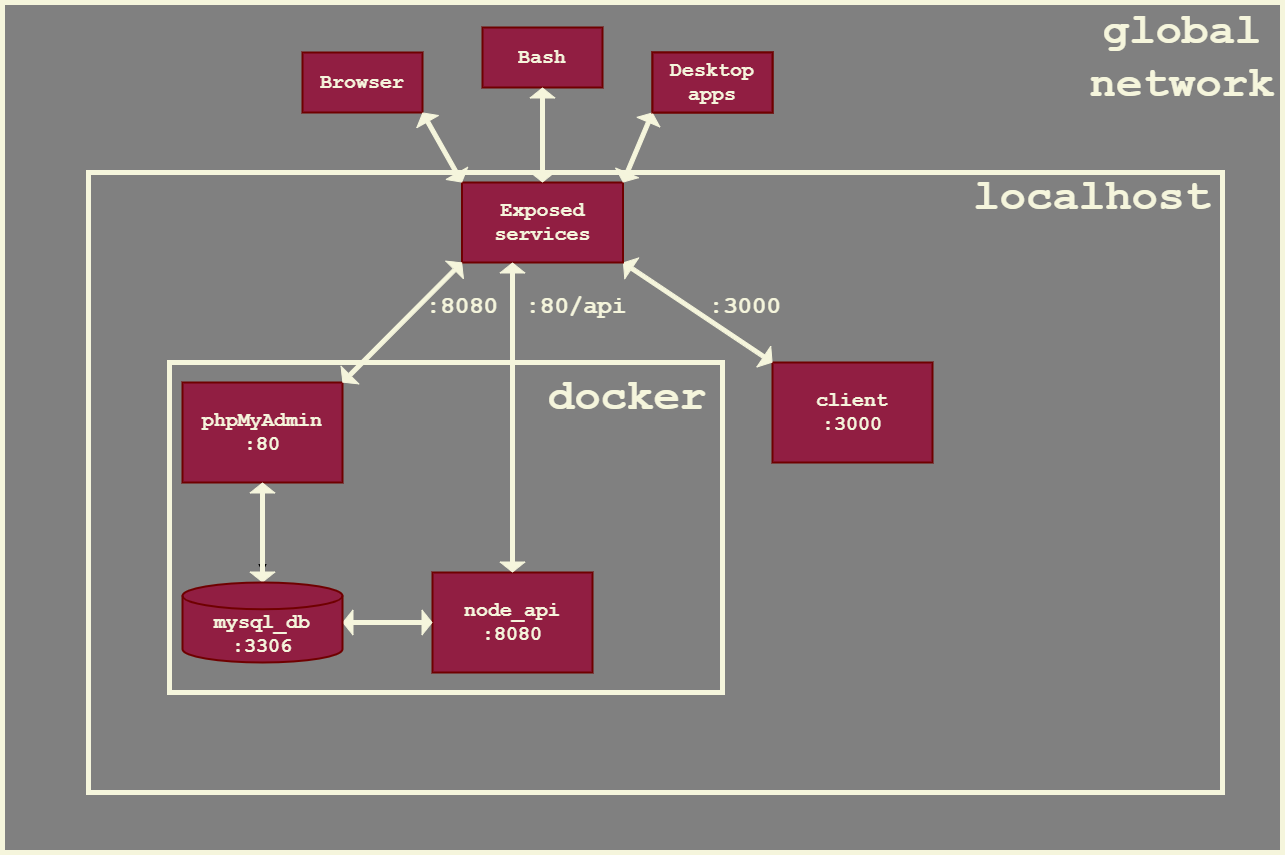 global
network
Browser
Bash
Desktop
apps
localhost
Exposed
services
:8080
:80/api
:3000
docker
phpMyAdmin
:80
client
:3000
mysql_db
:3306
node_api
:8080